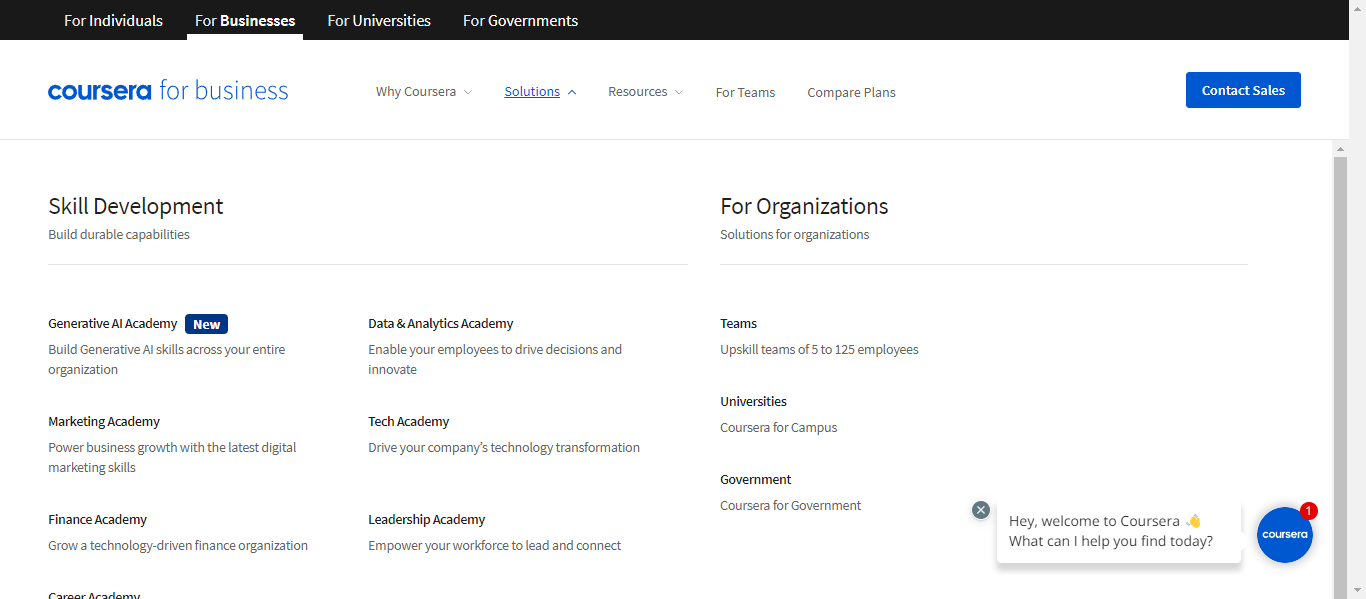 For Individuals
For Businesses
For Universities
For Governments
coursera for business
Why Coursera
Solutions
Resources
For Teams
Compare Plans
Contact Sales
Skill Development
Build durable capabilities
Generative AI Academy New
Build Generative AI skills across your entire
organization
Data & Analytics Academy
Enable your employees to drive decisions and
innovate
Marketing Academy
Power business growth with the latest digital
marketing skills
Tech Academy
Drive your company's technology transformation
Finance Academy
Grow a technology-driven finance organization
Leadership Academy
Empower your workforce to lead and connect
Career Academy
For Organizations
Solutions for organizations
Teams
Upskill teams of 5 to 125 employees
Universities
Coursera for Campus
Government
Coursera for Government
Hey, welcome to Coursera 👋
What can I help you find today?
coursera
1